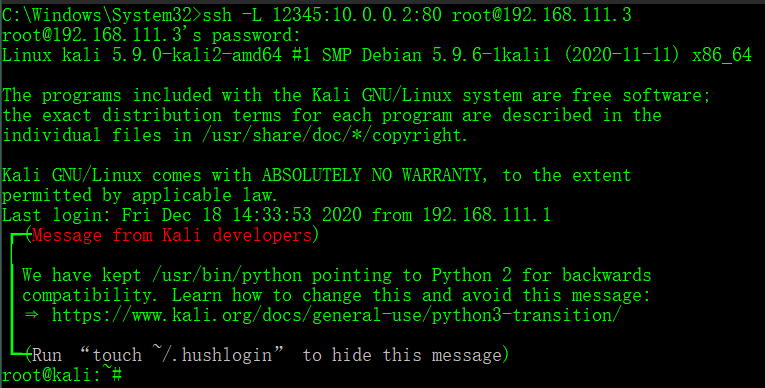 C:\Windows\System32>ssh -L 12345:10.0.0.2:80 root@192.168.111.3
root@192.168.111.3's password:
Linux kali 5.9.0-kali2-amd64 #1 SMP Debian 5.9.6-1kali1 (2020-11-11) x86_64
The programs included with the Kali GNU/Linux system are free software;
the exact distribution terms for each program are described in the
individual files in /usr/share/doc/*/copyright.
Kali GNU/Linux comes with ABSOLUTELY NO WARRANTY, to the extent
permitted by applicable law.
Last login: Fri Dec 18 14:33:53 2020 from 192.168.111.1
┏━(Message from Kali developers)
┃ We have kept /usr/bin/python pointing to Python 2 for backwards
┃ compatibility. Learn how to change this and avoid this message:
┃ ⇒ https://www.kali.org/docs/general-use/python3-transition/
┗━(Run “touch ~/.hushlogin” to hide this message)
root@kali:~#